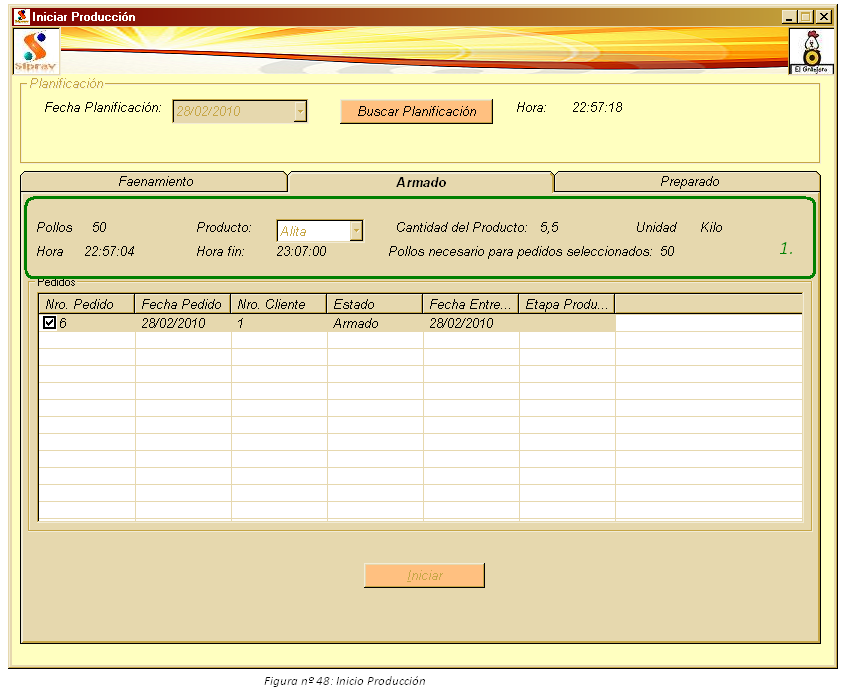 Iniciar Producción
Siprav
El Gallejero
Planificación
Fecha Planificación: 28/02/2010 Buscar Planificación Hora: 22:57:18
Faenamiento Armado Preparado
Pollos 50 Producto: Alita Cantidad del Producto: 5,5 Unidad Kilo
Hora 22:57:04 Hora fin: 23:07:00 Pollos necesario para pedidos seleccionados: 50 1.
Pedidos
Nro. Pedido Fecha Pedido Nro. Cliente Estado Fecha Entre... Etapa Produ...
6 28/02/2010 1 Armado 28/02/2010
Iniciar
Figura nº 48: Inicio Producción